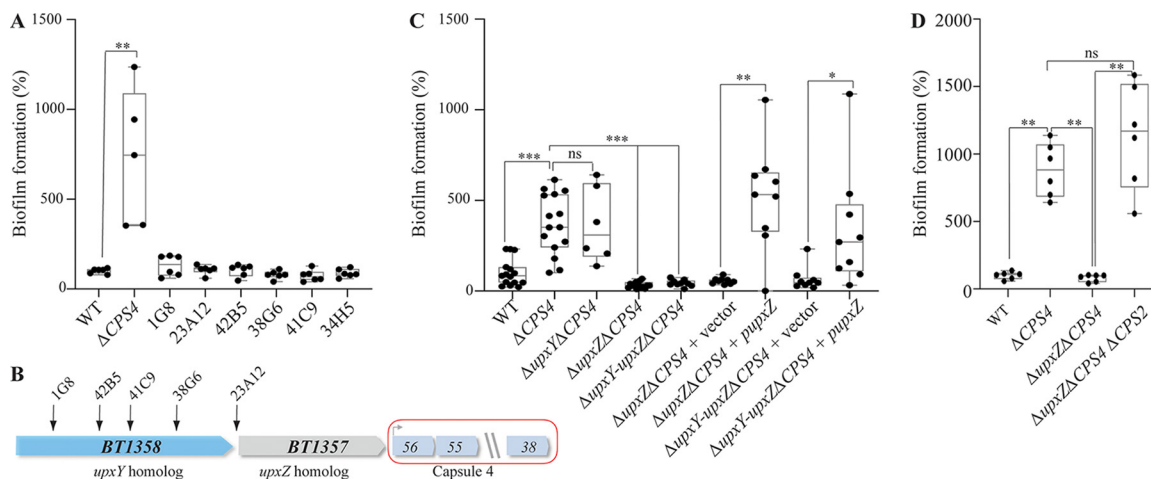 A
Biofilm formation (%)
1500
1000
500
0
**
WT
ΔCPS4
1G8
23A12
42B5
38G6
41C9
34H5
B
1G8
42B5
41C9
38G6
23A12
BT1358
BT1357
56
55
38
upxY homolog
upxZ homolog
Capsule 4
C
Biofilm formation (%)
1500
1000
500
0
***
ns
***
**
*
WT
ΔCPS4
ΔupxYΔCPS4
ΔupxZΔCPS4
ΔupxY-upxZΔCPS4
ΔupxZΔCPS4 + vector
ΔupxZΔCPS4 + pupxZ
ΔupxY-upxZΔCPS4 + vector
ΔupxY-upxZΔCPS4 + pupxZ
D
Biofilm formation (%)
2000
1500
1000
500
0
ns
**
**
**
WT
ΔCPS4
ΔupxZΔCPS4
ΔupxZΔCPS4 ΔCPS2